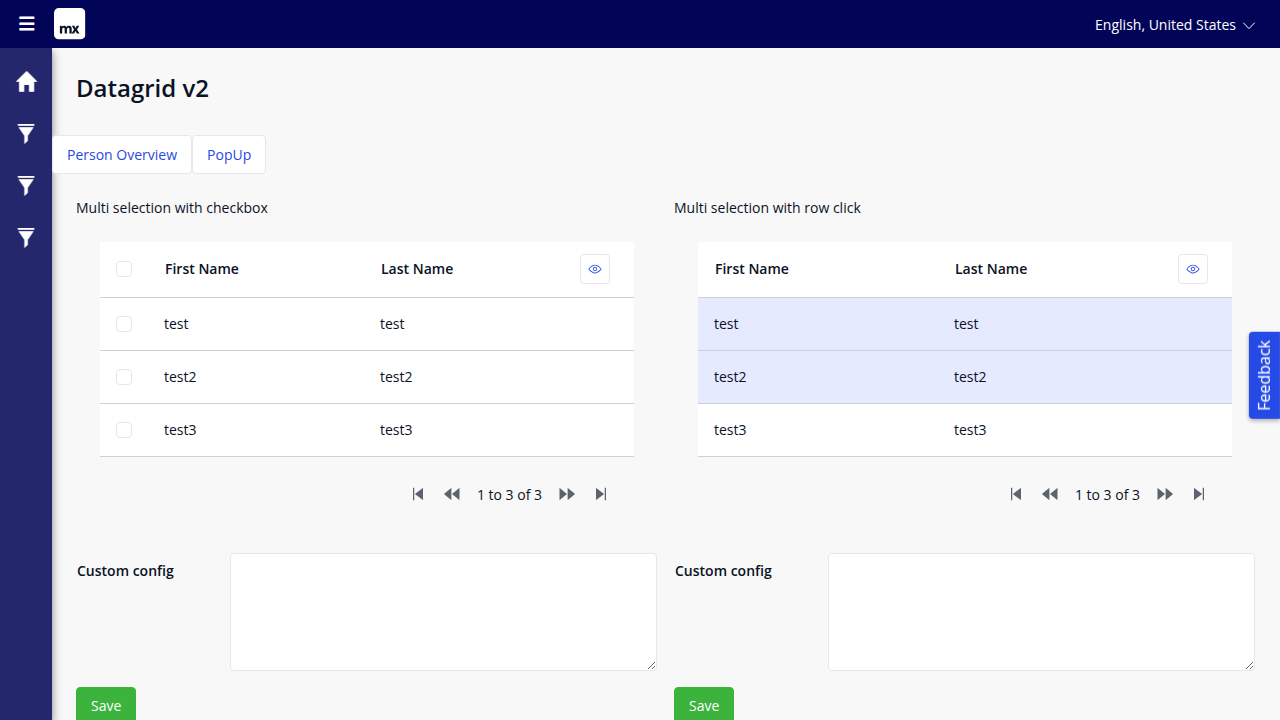 mx
English, United States
Datagrid v2
Person Overview PopUp
Multi selection with checkbox
First Name Last Name
test test
test2 test2
test3 test3
1 to 3 of 3
Custom config
Save
Multi selection with row click
First Name Last Name
test test
test2 test2
test3 test3
1 to 3 of 3
Custom config
Save
Feedback